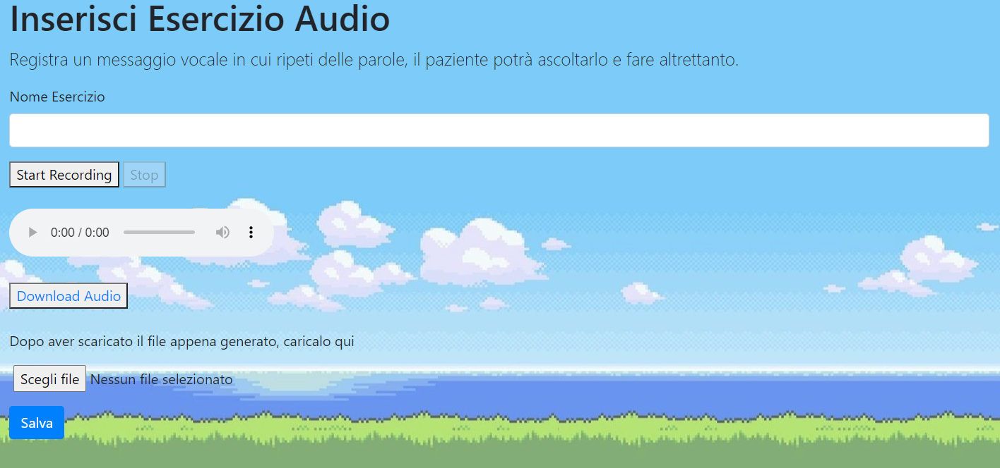 Inserisci Esercizio Audio
Registra un messaggio vocale in cui ripeti delle parole, il paziente potrà ascoltarlo e fare altrettanto.
Nome Esercizio
Start Recording Stop
0:00 / 0:00
Download Audio
Dopo aver scaricato il file appena generato, caricalo qui
Scegli file Nessun file selezionato
Salva